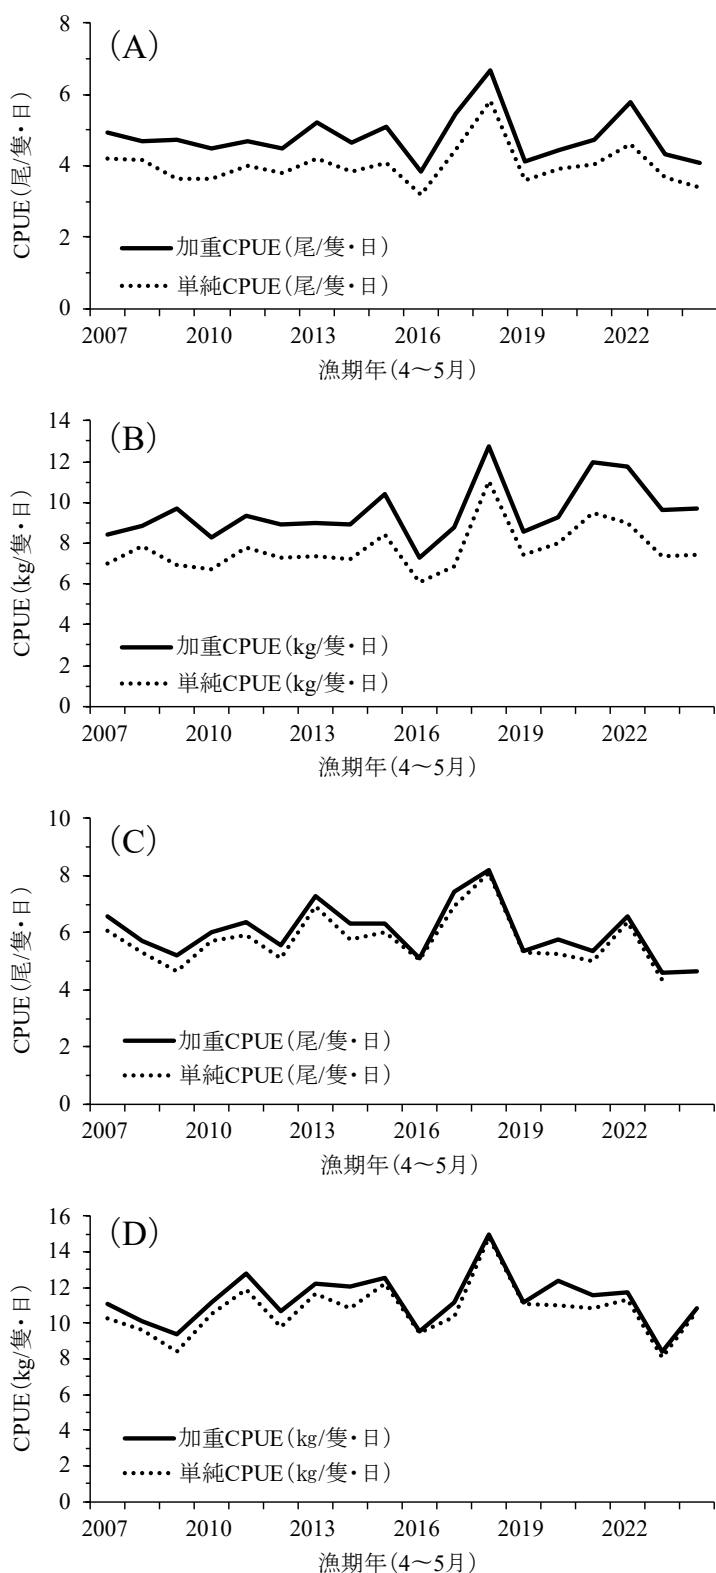 (A)
CPUE(尾/隻・日)
8
6
4
2
0
加重CPUE(尾/隻・日)
単純CPUE(尾/隻・日)
2007 2010 2013 2016 2019 2022
漁期年(4～5月)
(B)
CPUE(kg/隻・日)
14
12
10
8
6
4
2
0
加重CPUE(kg/隻・日)
単純CPUE(kg/隻・日)
2007 2010 2013 2016 2019 2022
漁期年(4～5月)
(C)
CPUE(尾/隻・日)
10
8
6
4
2
0
加重CPUE(尾/隻・日)
単純CPUE(尾/隻・日)
2007 2010 2013 2016 2019 2022
漁期年(4～5月)
(D)
CPUE(kg/隻・日)
16
14
12
10
8
6
4
2
0
加重CPUE(kg/隻・日)
単純CPUE(kg/隻・日)
2007 2010 2013 2016 2019 2022
漁期年(4～5月)